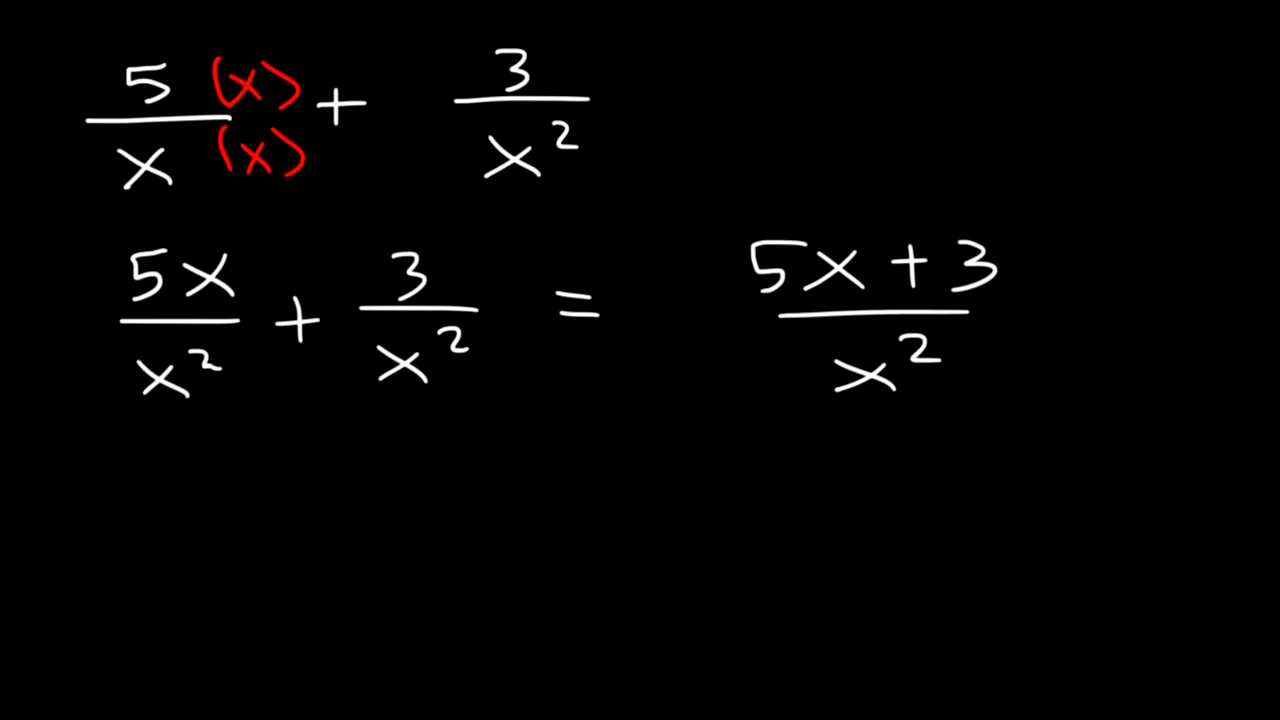 5(x)/x(x) + 3/x²
5x/x² + 3/x² = 5x+3/x²